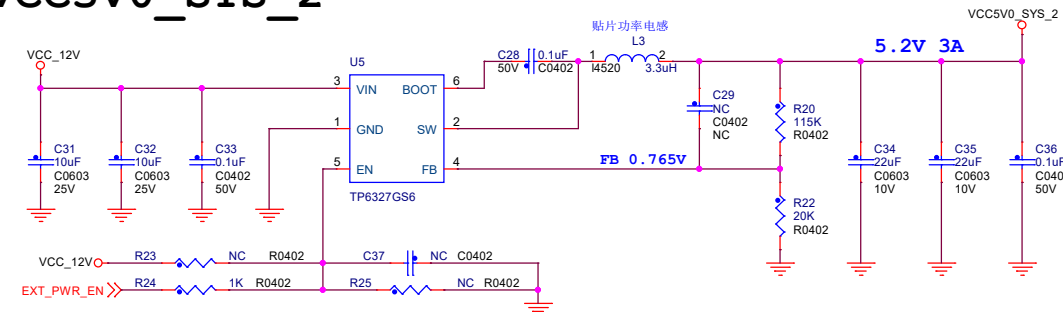 VCC5V0_SYS_2
VCC_12V
C31
10uF
C0603
25V
C32
10uF
C0603
25V
C33
0.1uF
C0402
50V
U5
3 VIN BOOT 6
1 GND SW 2
5 EN FB 4
TP6327GS6
C28 0.1uF
50V C0402
贴片功率电感
L3
1 2
I4520 3.3uH
C29
NC
C0402
NC
FB 0.765V
R20
115K
R0402
R22
20K
R0402
5.2V 3A
VCC5V0_SYS_2
C34
22uF
C0603
10V
C35
22uF
C0603
10V
C36
0.1uF
C040
50V
VCC_12V R23 NC R0402 C37 NC C0402
EXT_PWR_EN R24 1K R0402 R25 NC R0402